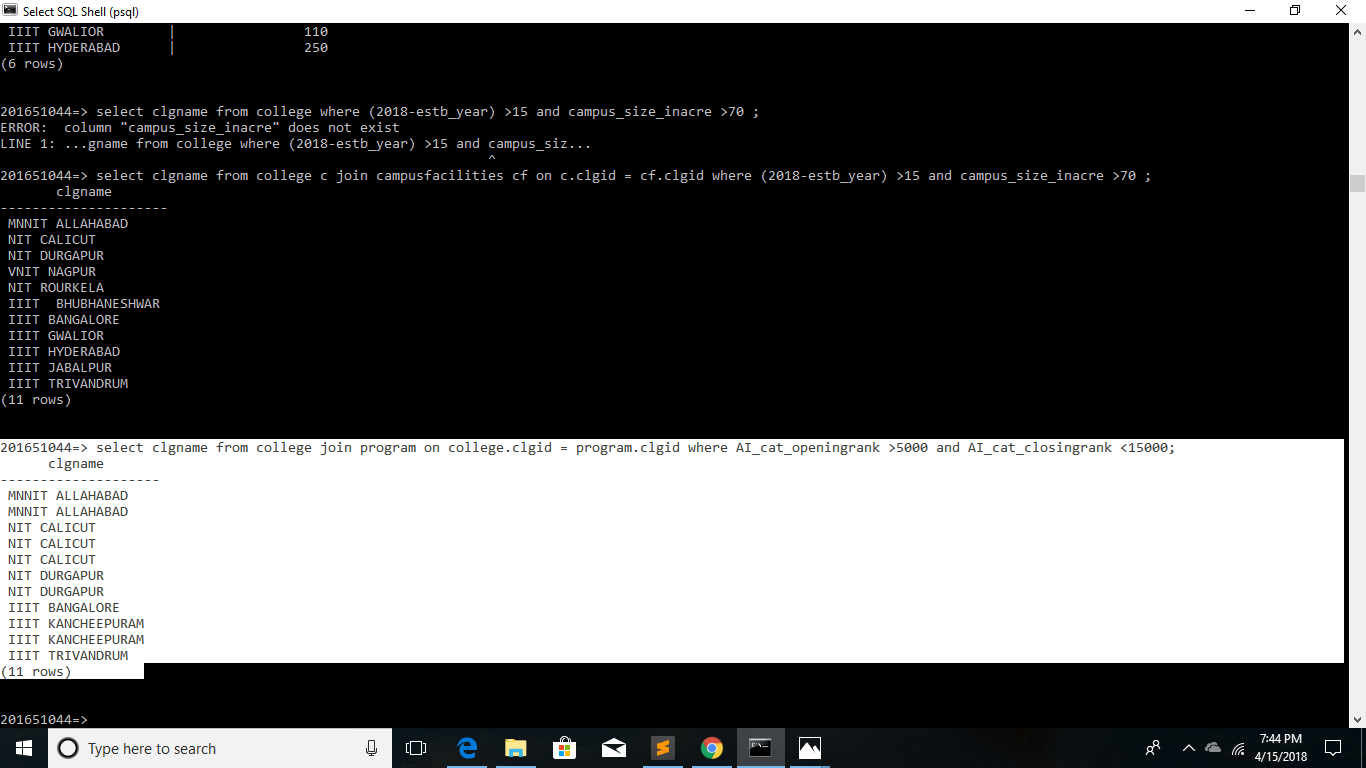 Select SQL Shell (psql)
IIIT GWALIOR | 110
IIIT HYDERABAD | 250
(6 rows)
201651044=> select clgname from college where (2018-estb_year) >15 and campus_size_inacre >70 ;
ERROR:  column "campus_size_inacre" does not exist
LINE 1: ...gname from college where (2018-estb_year) >15 and campus_siz...
^
201651044=> select clgname from college c join campusfacilities cf on c.clgid = cf.clgid where (2018-estb_year) >15 and campus_size_inacre >70 ;
clgname
---------------------
MNNIT ALLAHABAD
NIT CALICUT
NIT DURGAPUR
VNIT NAGPUR
NIT ROURKELA
IIIT  BHUBHANESHWAR
IIIT BANGALORE
IIIT GWALIOR
IIIT HYDERABAD
IIIT JABALPUR
IIIT TRIVANDRUM
(11 rows)
201651044=> select clgname from college join program on college.clgid = program.clgid where AI_cat_openingrank >5000 and AI_cat_closingrank <15000;
clgname
--------------------
MNNIT ALLAHABAD
MNNIT ALLAHABAD
NIT CALICUT
NIT CALICUT
NIT CALICUT
NIT DURGAPUR
NIT DURGAPUR
IIIT BANGALORE
IIIT KANCHEEPURAM
IIIT KANCHEEPURAM
IIIT TRIVANDRUM
(11 rows)
201651044=>
Type here to search
7:44 PM
4/15/2018